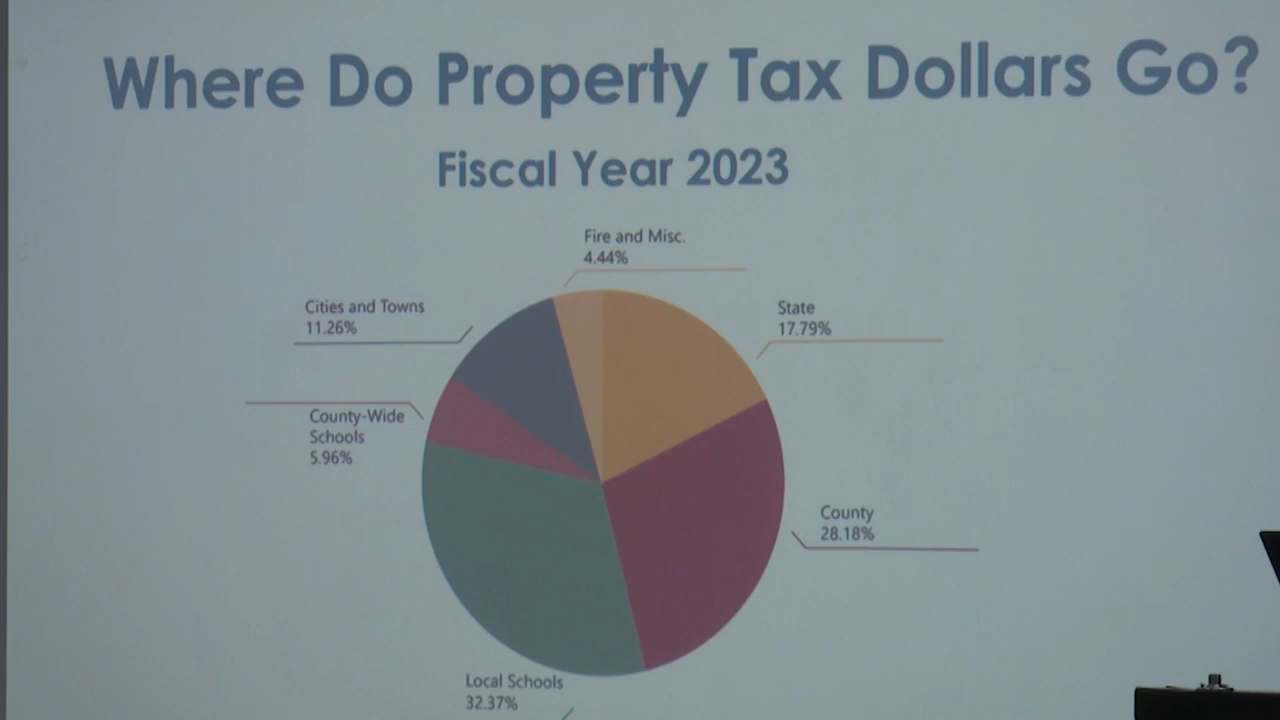 Where Do Property Tax Dollars Go?
Fiscal Year 2023
Fire and Misc.
4.44%
Cities and Towns
11.26%
State
17.79%
County-Wide
Schools
5.96%
County
28.18%
Local Schools
32.37%